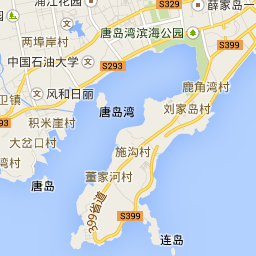 浦江花园
S329
薛家岛一
唐岛湾滨海公园
S399
两埠岸村
中国石油大学
S293
S293
鹿角湾村
卫镇
风和日丽
唐岛湾
刘家岛村
积米崖村
大岔口村
施沟村
湾村
唐岛
董家河村
399省道
S399
连岛